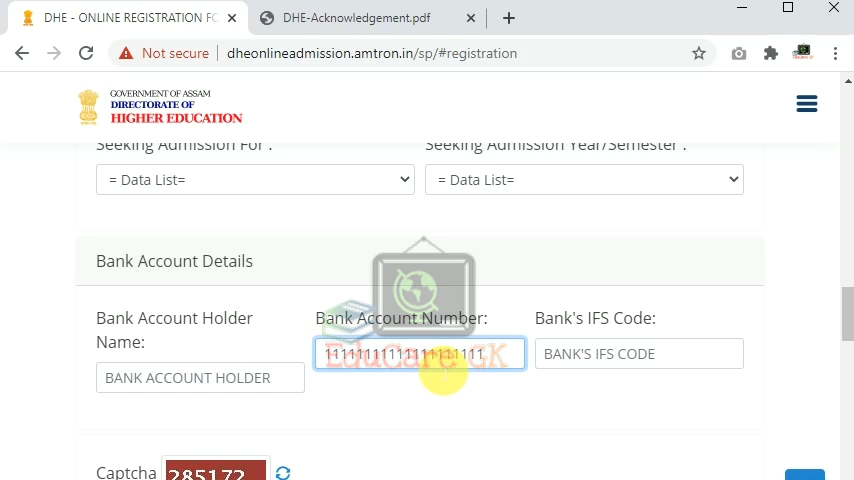 DHE - ONLINE REGISTRATION FC
DHE-Acknowledgement.pdf
Not secure
dheonlineadmission.amtron.in/sp/#registration
GOVERNMENT OF ASSAM
DIRECTORATE OF
HIGHER EDUCATION
Seeking Admission For :
Seeking Admission Year/Semester :
= Data List=
= Data List=
Bank Account Details
Bank Account Holder
Name:
Bank Account Number:
Bank's IFS Code:
EduCare GK
BANK'S IFS CODE
BANK ACCOUNT HOLDER
Captcha
285172